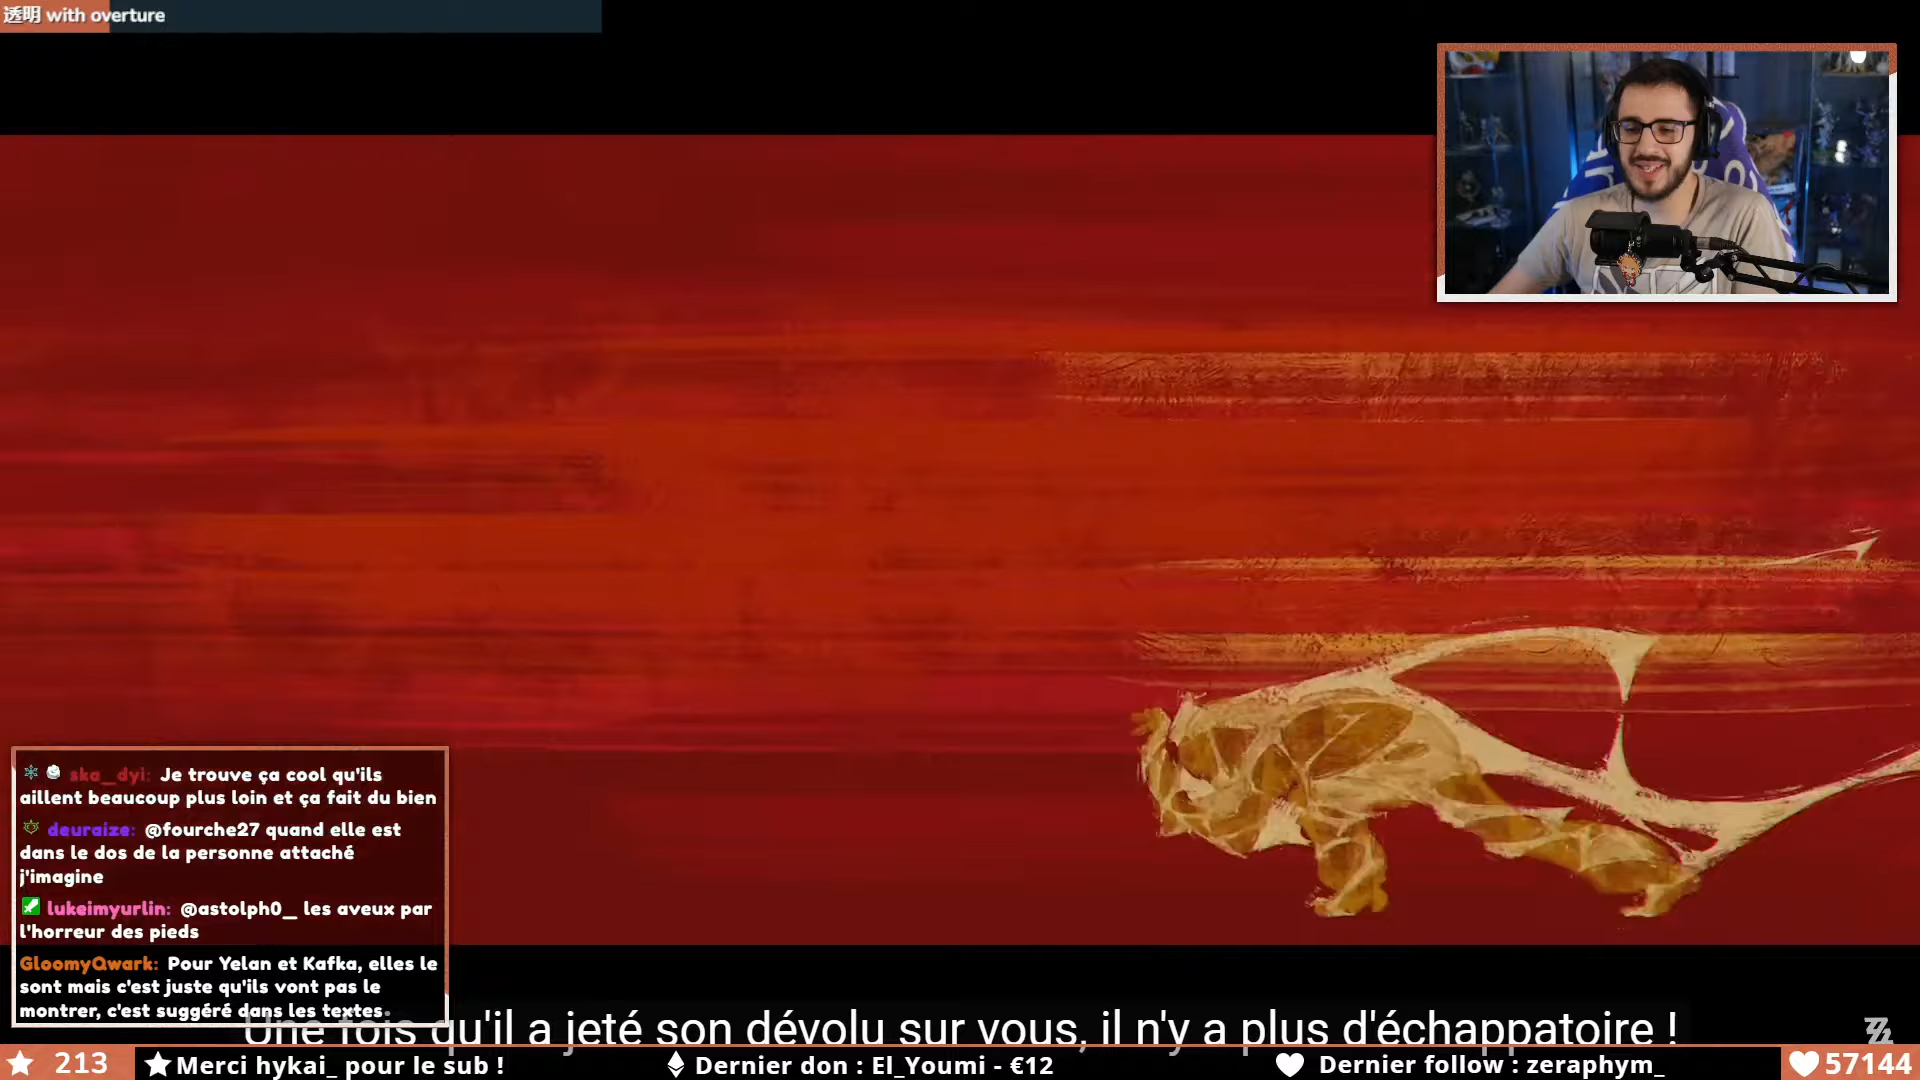 透明 with overture
ska_dyi: Je trouve ça cool qu'ils
aillent beaucoup plus loin et ça fait du bien
deuraize: @fourche27 quand elle est
dans le dos de la personne attaché
j'imagine
lukeimyurlin: @astolph0_ les aveux par
l'horreur des pieds
GloomyQwark: Pour Yelan et Kafka, elles le
sont mais c'est juste qu'ils vont pas le
montrer, c'est suggéré dans les textes
Une fois qu'il a jeté son dévolu sur vous, il n'y a plus d'échappatoire !
213
Merci hykai_ pour le sub !
Dernier don : El_Youmi - €12
Dernier follow : zeraphym_
57144